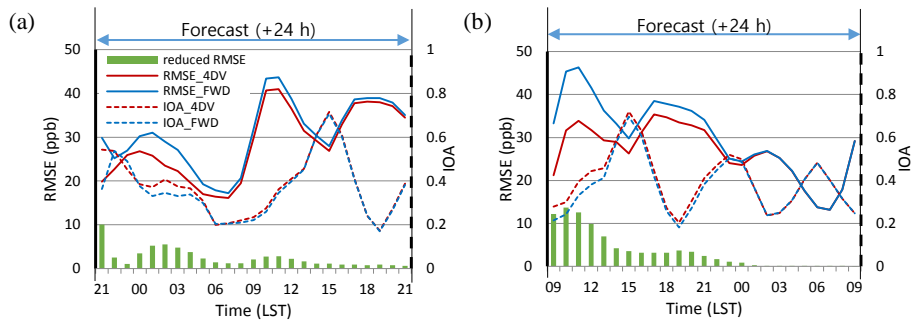 (a)
Forecast (+24 h)
50
40
30
20
10
0
RMSE (ppb)
reduced RMSE
RMSE_4DV
RMSE_FWD
IOA_4DV
IOA_FWD
1
0.8
0.6
0.4
0.2
0
IOA
21 00 03 06 09 12 15 18 21
Time (LST)
(b)
Forecast (+24 h)
50
40
30
20
10
0
RMSE (ppb)
1
0.8
0.6
0.4
0.2
0
IOA
09 12 15 18 21 00 03 06 09
Time (LST)